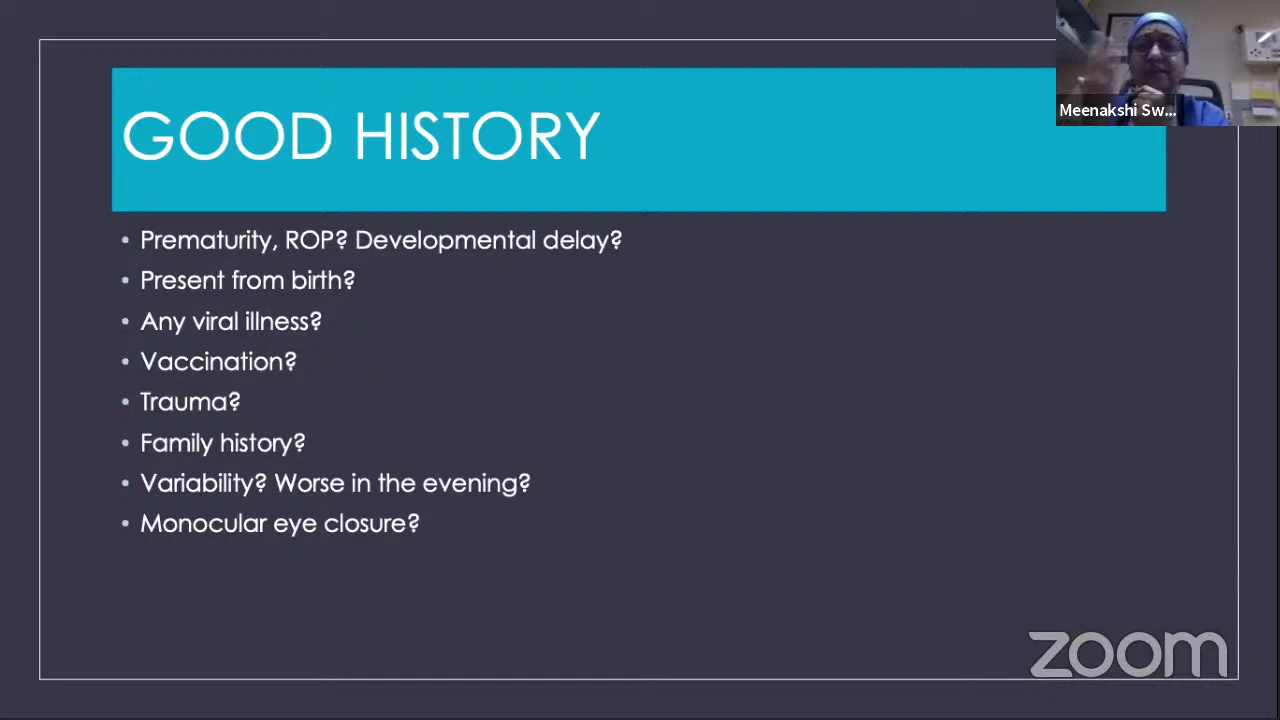 Meenakshi Sw...
GOOD HISTORY
• Prematurity, ROP? Developmental delay?
• Present from birth?
• Any viral illness?
• Vaccination?
• Trauma?
• Family history?
• Variability? Worse in the evening?
• Monocular eye closure?
zoom